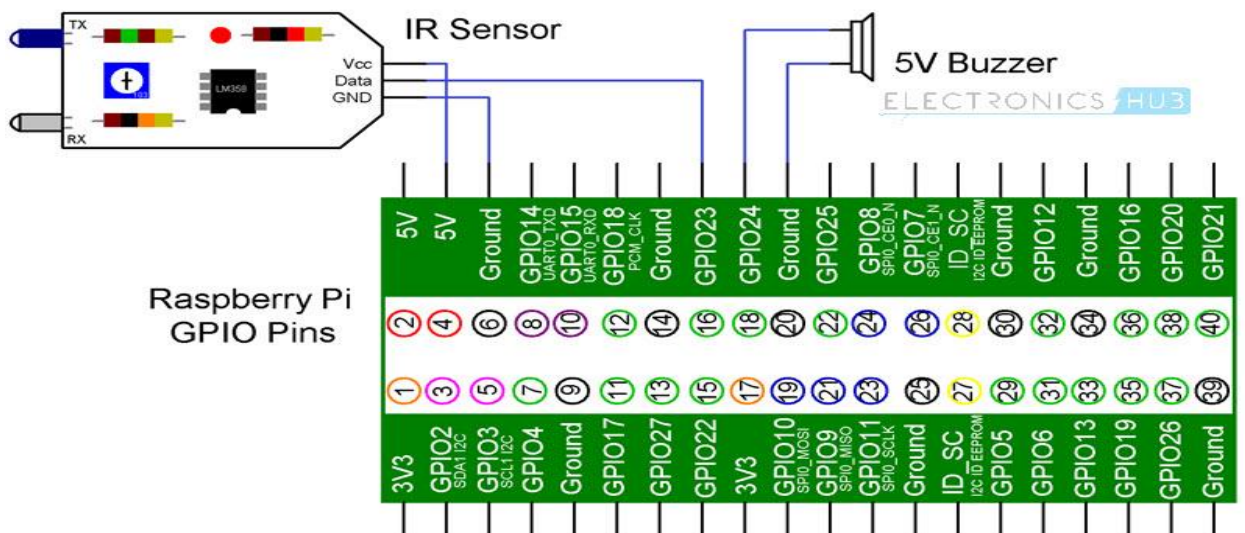 TX
IR Sensor
Vcc
Data
GND
LM358
103
RX
5V Buzzer
ELECTRONICS HUB
5V
5V
Ground
GPIO14
UART0_TXD
GPIO15
UART0_RXD
GPIO18
PCM_CLK
Ground
GPIO23
GPIO24
Ground
GPIO25
GPIO8
SPI0_CE0_N
GPIO7
SPI0_CE1_N
ID_SC
I2C ID EEPROM
Ground
GPIO12
Ground
GPIO16
GPIO20
GPIO21
Raspberry Pi
GPIO Pins
2 4 6 8 10 12 14 16 18 20 22 24 26 28 30 32 34 36 38 40
1 3 5 7 9 11 13 15 17 19 21 23 25 27 29 31 33 35 37 39
3V3
GPIO2
SDA1 I2C
GPIO3
SCL1 I2C
GPIO4
Ground
GPIO17
GPIO27
GPIO22
3V3
GPIO10
SPI0_MOSI
GPIO9
SPI0_MISO
GPIO11
SPI0_SCLK
Ground
ID_SC
I2C ID EEPROM
GPIO5
GPIO6
GPIO13
GPIO19
GPIO26
Ground